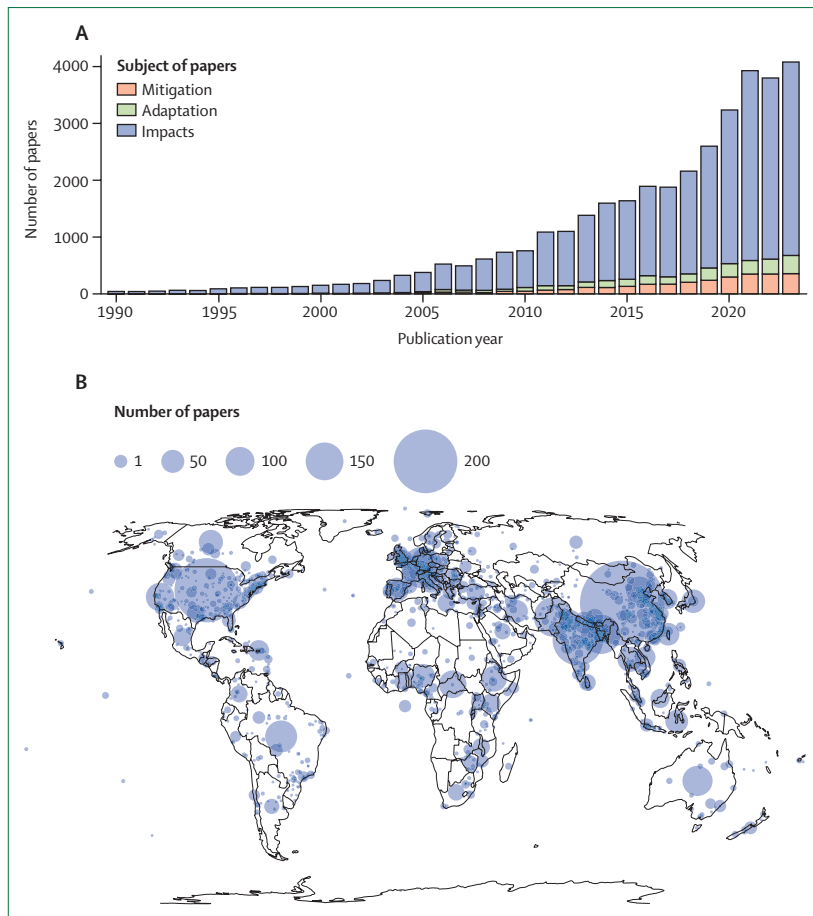 A
Subject of papers
Mitigation
Adaptation
Impacts
Number of papers
4000
3000
2000
1000
0
1990 1995 2000 2005 2010 2015 2020
Publication year
B
Number of papers
1 50 100 150 200